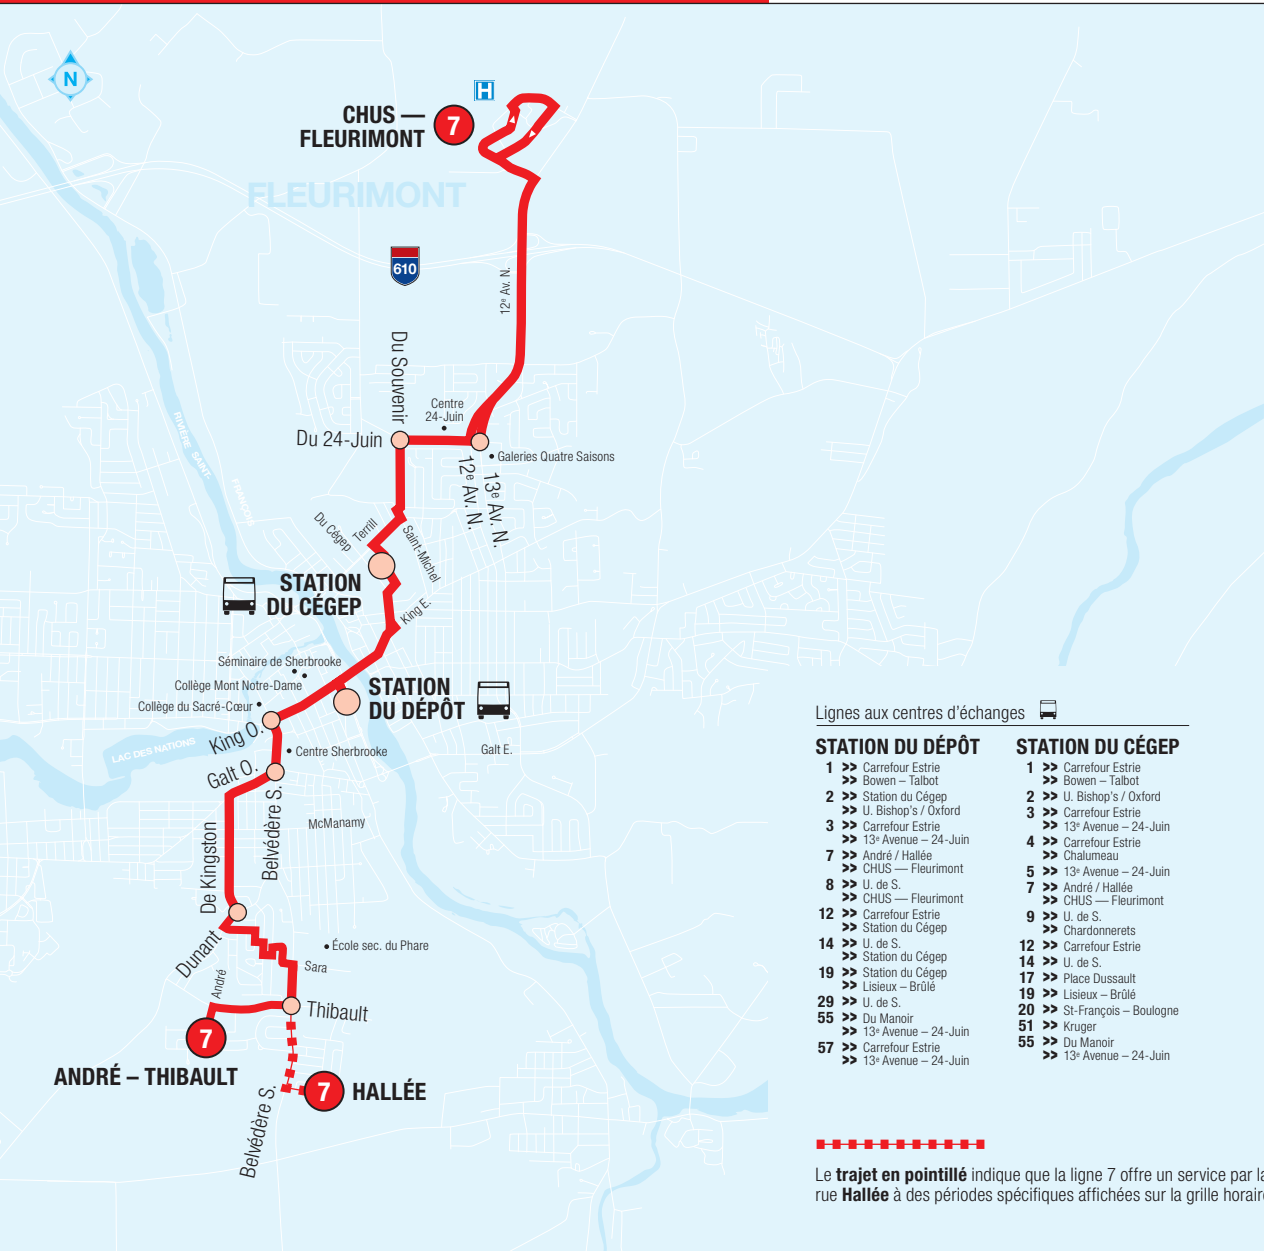 N
CHUS —
FLEURIMONT
7
H
FLEURIMONT
610
12e Av. N.
Du Souvenir
Centre
24-Juin
Du 24-Juin
Galeries Quatre Saisons
12e Av. N.
13e Av. N.
RIVIÈRE SAINT-
FRANÇOIS
Du Cégep
Terrill
Saint-Michel
STATION
DU CÉGEP
King E.
Séminaire de Sherbrooke
Collège Mont Notre-Dame
Collège du Sacré-Cœur
STATION
DU DÉPÔT
King O.
LAC DES NATIONS
Centre Sherbrooke
Galt E.
Galt O.
Belvédère S.
McManamy
De Kingston
Dunant
École sec. du Phare
Sara
André
Thibault
7
ANDRÉ – THIBAULT
7
HALLÉE
Belvédère S.
Lignes aux centres d'échanges
STATION DU DÉPÔT
1 >> Carrefour Estrie
>> Bowen – Talbot
2 >> Station du Cégep
>> U. Bishop's / Oxford
3 >> Carrefour Estrie
>> 13e Avenue – 24-Juin
7 >> André / Hallée
>> CHUS — Fleurimont
8 >> U. de S.
>> CHUS — Fleurimont
12 >> Carrefour Estrie
>> Station du Cégep
14 >> U. de S.
>> Station du Cégep
19 >> Station du Cégep
>> Lisieux – Brûlé
29 >> U. de S.
55 >> Du Manoir
>> 13e Avenue – 24-Juin
57 >> Carrefour Estrie
>> 13e Avenue – 24-Juin
STATION DU CÉGEP
1 >> Carrefour Estrie
>> Bowen – Talbot
2 >> U. Bishop's / Oxford
3 >> Carrefour Estrie
>> 13e Avenue – 24-Juin
4 >> Carrefour Estrie
>> Chalumeau
5 >> 13e Avenue – 24-Juin
7 >> André / Hallée
>> CHUS — Fleurimont
9 >> U. de S.
>> Chardonnerets
12 >> Carrefour Estrie
14 >> U. de S.
17 >> Place Dussault
19 >> Lisieux – Brûlé
20 >> St-François – Boulogne
51 >> Kruger
55 >> Du Manoir
>> 13e Avenue – 24-Juin
Le trajet en pointillé indique que la ligne 7 offre un service par la
rue Hallée à des périodes spécifiques affichées sur la grille horaire